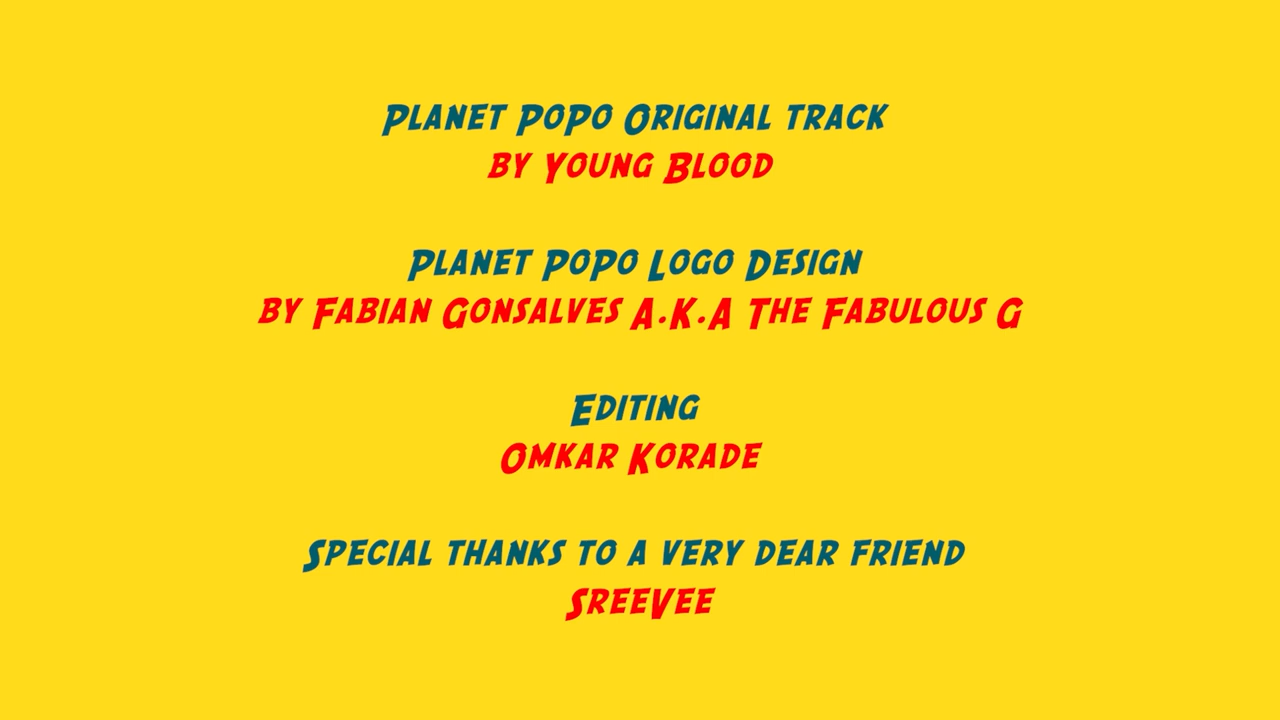 Planet PoPo Original track
by Young Blood
Planet PoPo Logo Design
by Fabian Gonsalves A.K.A The Fabulous G
Editing
Omkar Korade
Special thanks to a very dear friend
SreeVee